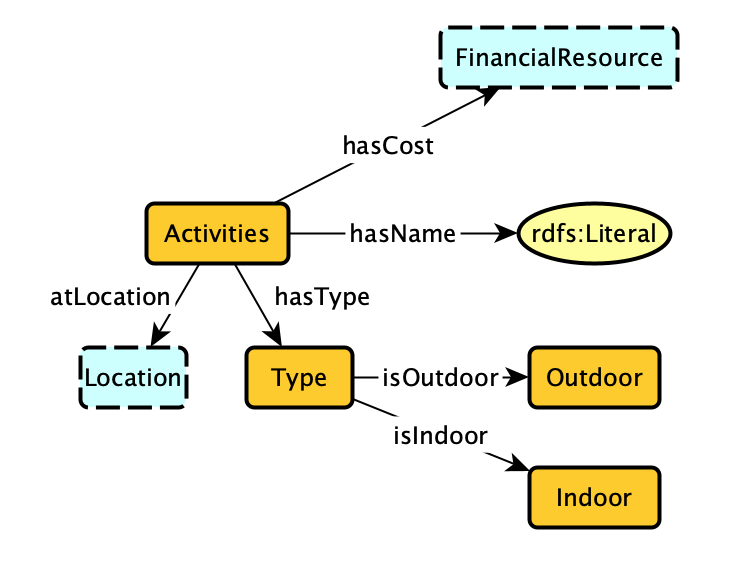 FinancialResource
hasCost
Activities
hasName
rdfs:Literal
atLocation
hasType
Location
Type
isOutdoor
Outdoor
isIndoor
Indoor